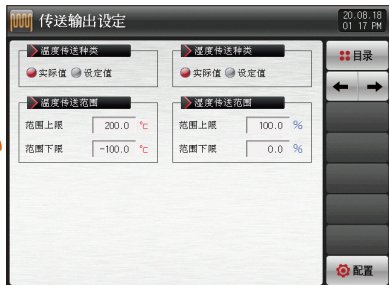 传送输出设定
20.08.18
01 17 PM
温度传送种类
实际值 设定值
湿度传送种类
实际值 设定值
温度传送范围
范围上限 200.0 ℃
范围下限 -100.0 ℃
湿度传送范围
范围上限 100.0 %
范围下限 0.0 %
目录
配置